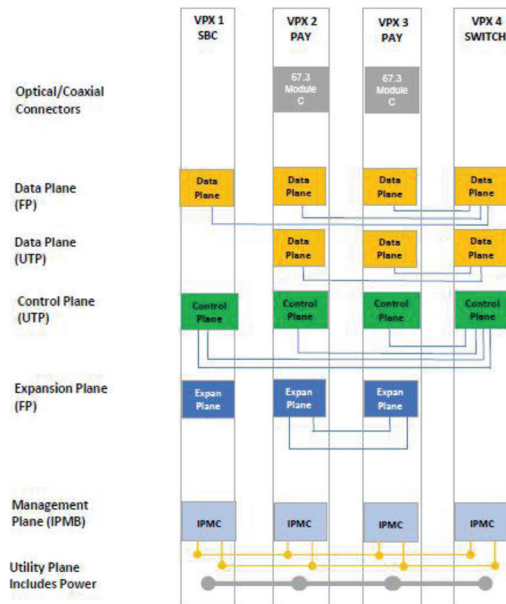 VPX 1 VPX 2 VPX 3 VPX 4
SBC PAY PAY SWITCH
Optical/Coaxial
Connectors
67.3
Module
C
67.3
Module
C
Data Plane
(FP)
Data
Plane
Data
Plane
Data
Plane
Data
Plane
Data Plane
(UTP)
Data
Plane
Data
Plane
Data
Plane
Control Plane
(UTP)
Control
Plane
Control
Plane
Control
Plane
Control
Plane
Expansion Plane
(FP)
Expan
Plane
Expan
Plane
Expan
Plane
Management
Plane (IPMB)
IPMC IPMC IPMC IPMC
Utility Plane
Includes Power